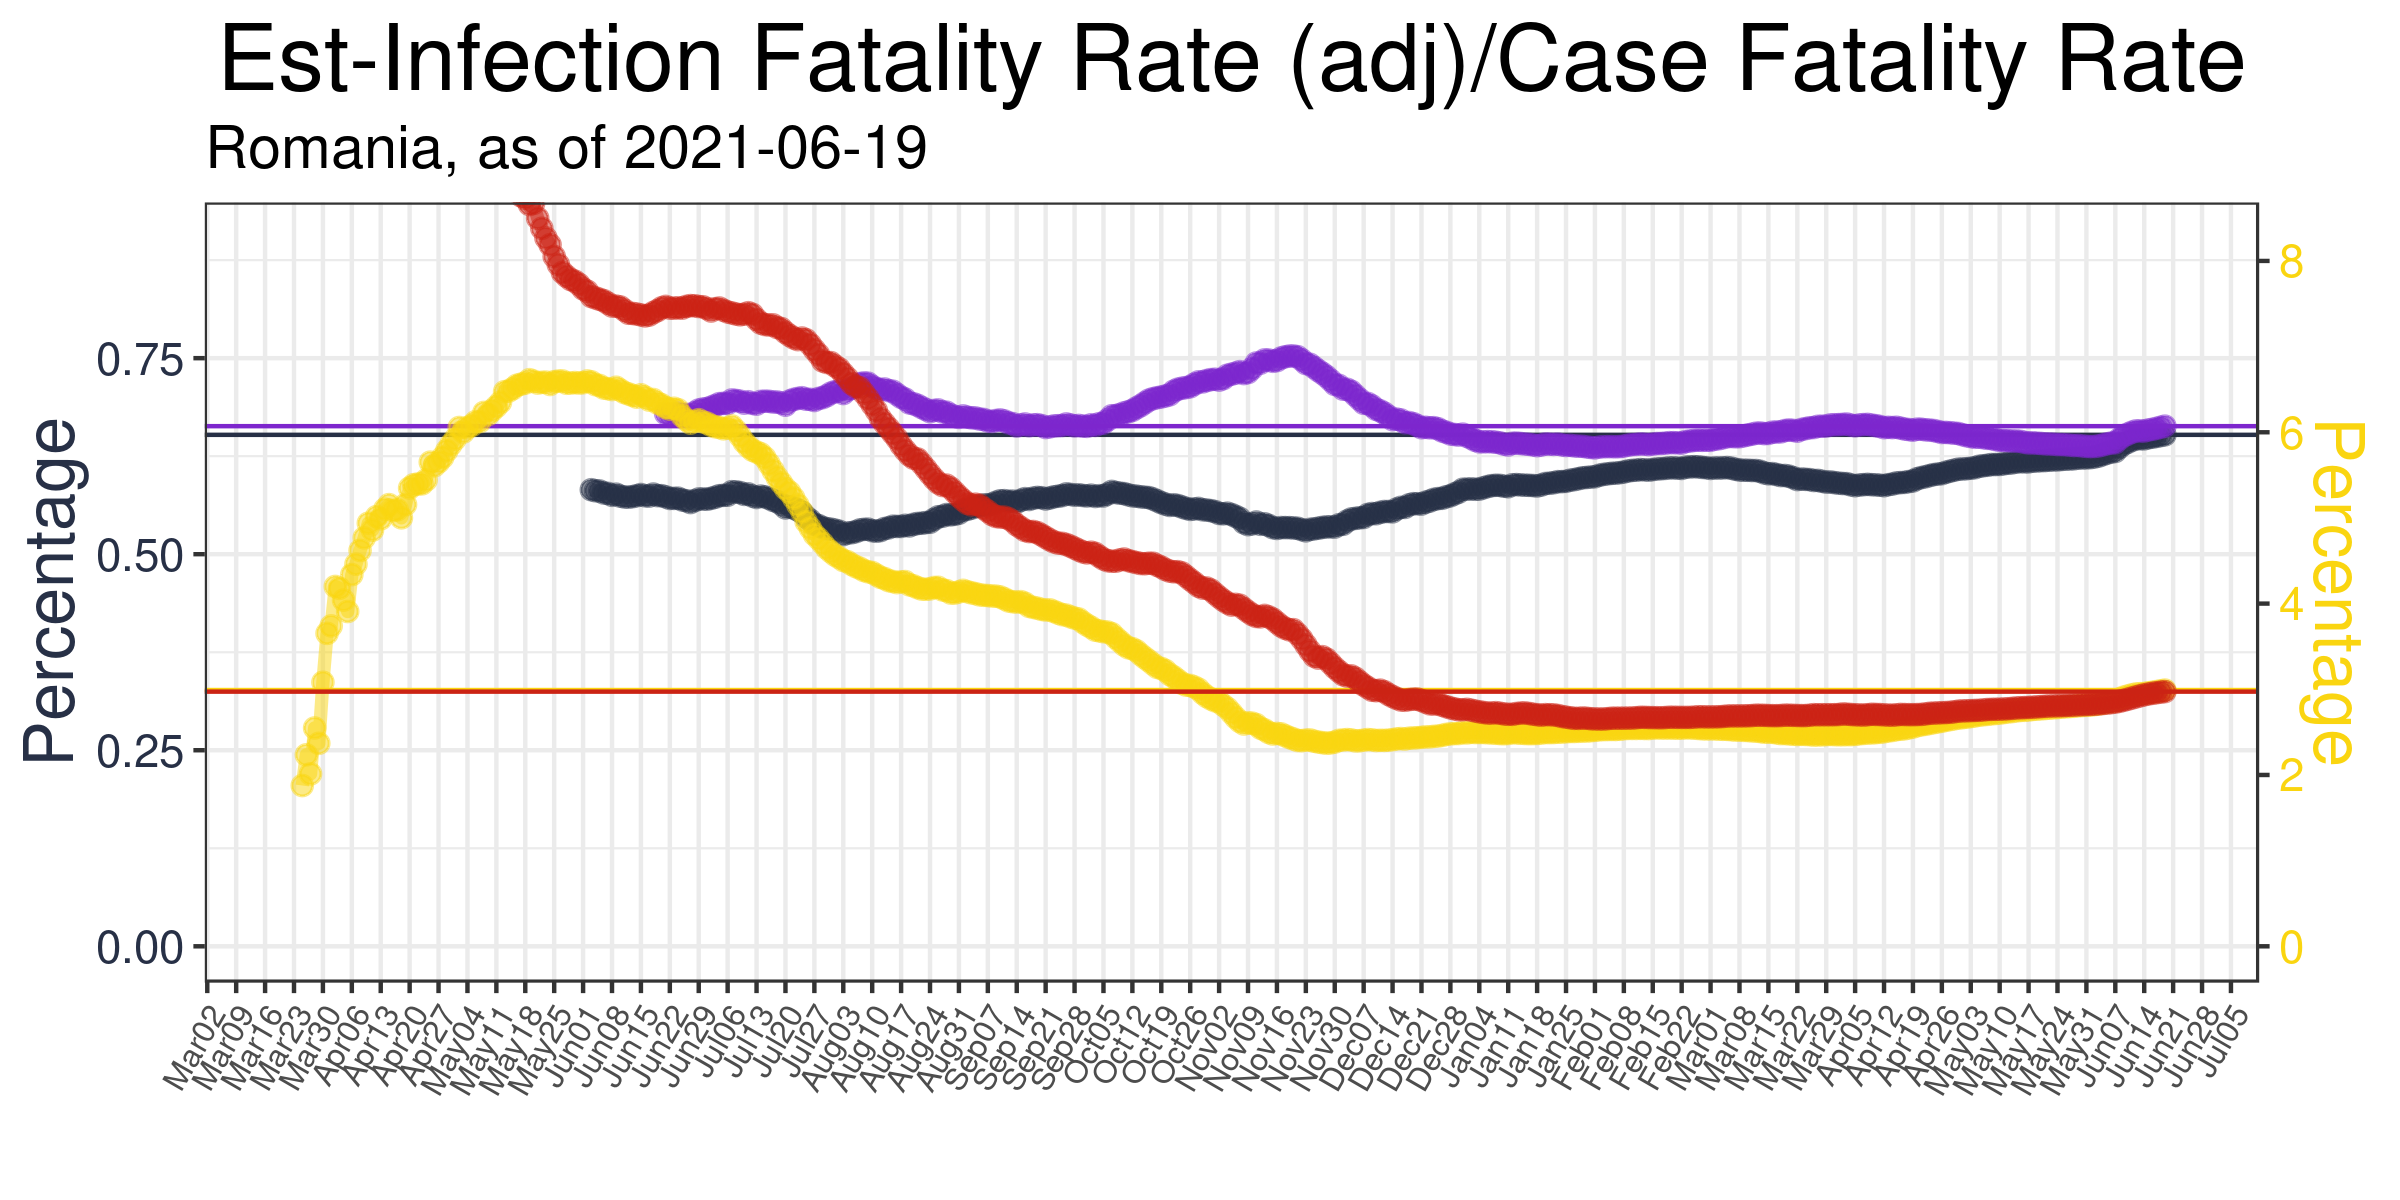 Est-Infection Fatality Rate (adj)/Case Fatality Rate
Romania, as of 2021-06-19
Percentage
0.75
0.50
0.25
0.00
8
6
4
2
0
Percentage
Mar02
Mar09
Mar16
Mar23
Mar30
Apr06
Apr13
Apr20
Apr27
May04
May11
May18
May25
Jun01
Jun08
Jun15
Jun22
Jun29
Jul06
Jul13
Jul20
Jul27
Aug03
Aug10
Aug17
Aug24
Aug31
Sep07
Sep14
Sep21
Sep28
Oct05
Oct12
Oct19
Oct26
Nov02
Nov09
Nov16
Nov23
Nov30
Dec07
Dec14
Dec21
Dec28
Jan04
Jan11
Jan18
Jan25
Feb01
Feb08
Feb15
Feb22
Mar01
Mar08
Mar15
Mar22
Mar29
Apr05
Apr12
Apr19
Apr26
May03
May10
May17
May24
May31
Jun07
Jun14
Jun21
Jun28
Jul05